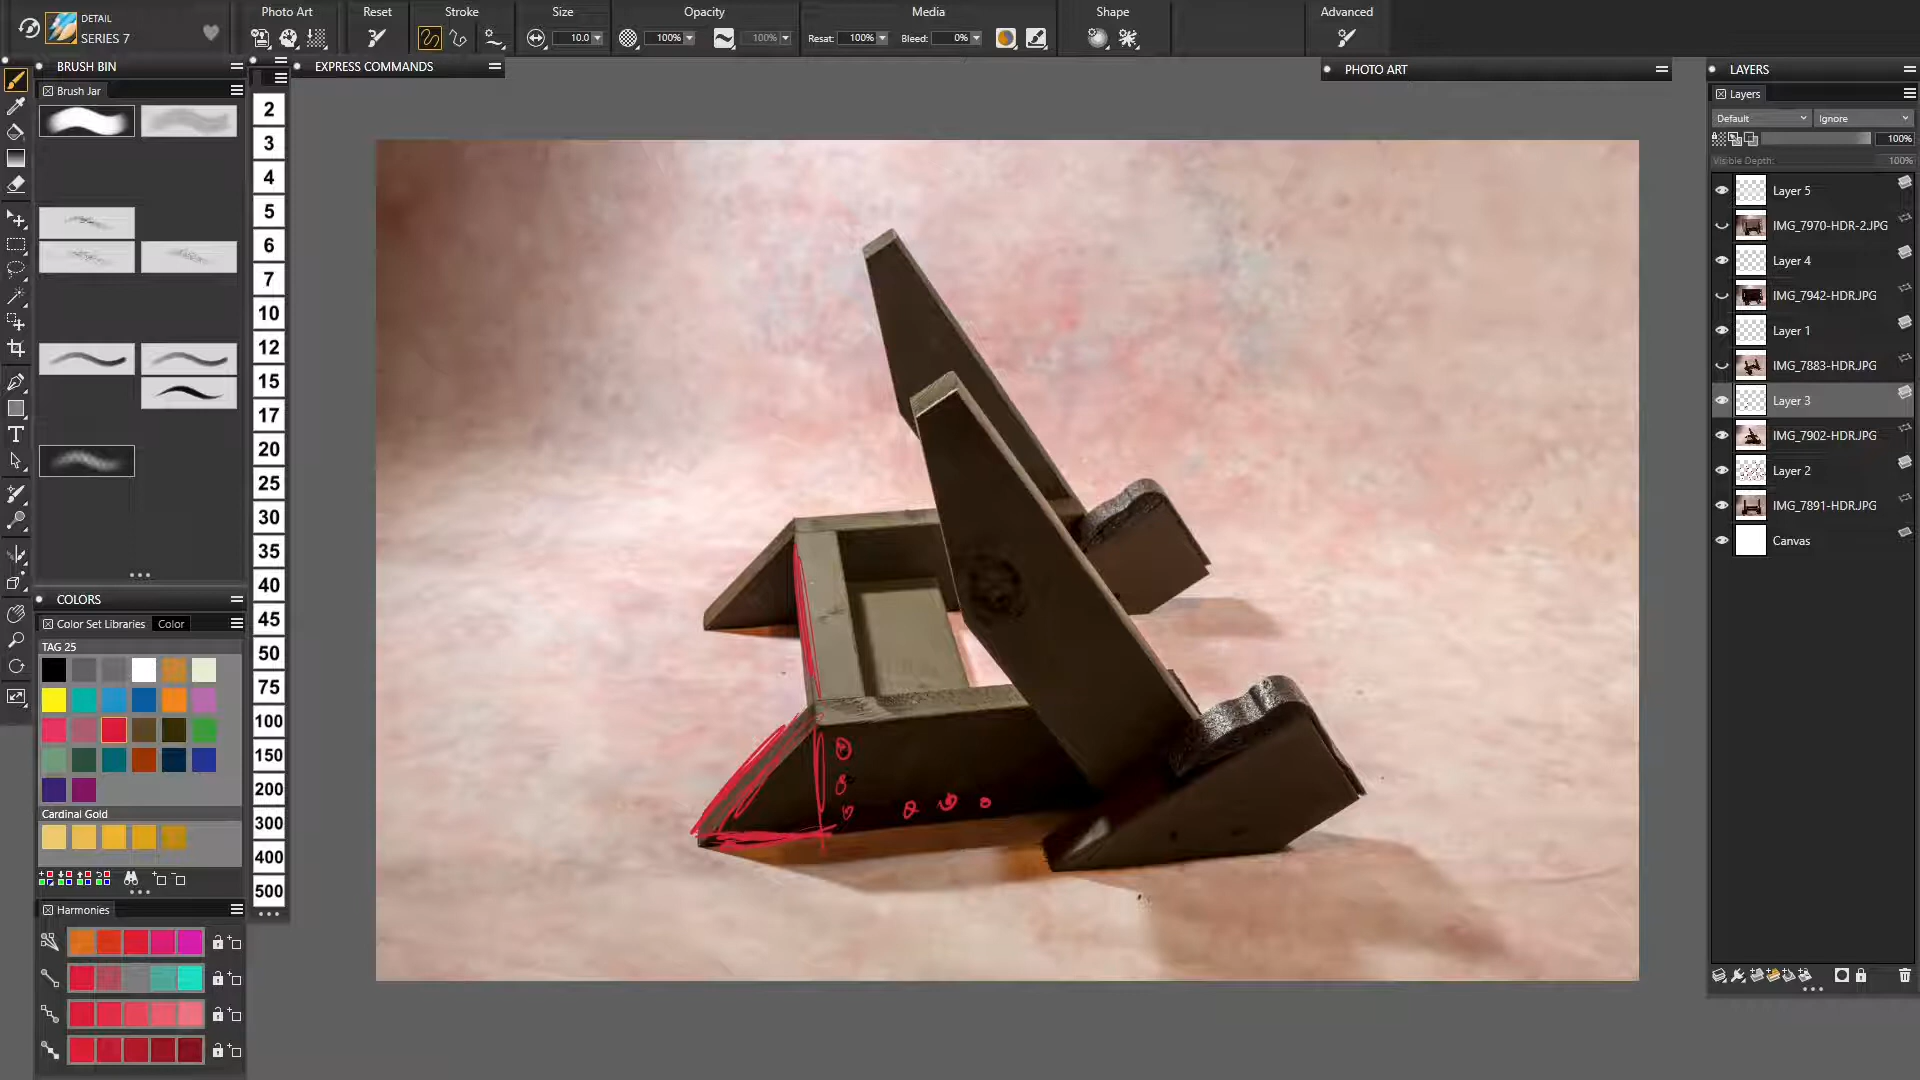 DETAIL
SERIES 7
Photo Art
Reset
Stroke
Size
Opacity
Media
Shape
Advanced
10.0
100%
100%
Resat: 100%
Bleed: 0%
BRUSH BIN
EXPRESS COMMANDS
PHOTO ART
LAYERS
Brush Jar
Layers
Default
Ignore
100%
Visible Depth:
100%
2
3
4
5
6
7
10
12
15
17
20
25
30
35
40
45
50
75
100
150
200
300
400
500
Layer 5
IMG_7970-HDR-2.JPG
Layer 4
IMG_7942-HDR.JPG
Layer 1
IMG_7883-HDR.JPG
Layer 3
IMG_7902-HDR.JPG
Layer 2
IMG_7891-HDR.JPG
Canvas
COLORS
Color Set Libraries
Color
TAG 25
Cardinal Gold
Harmonies
T